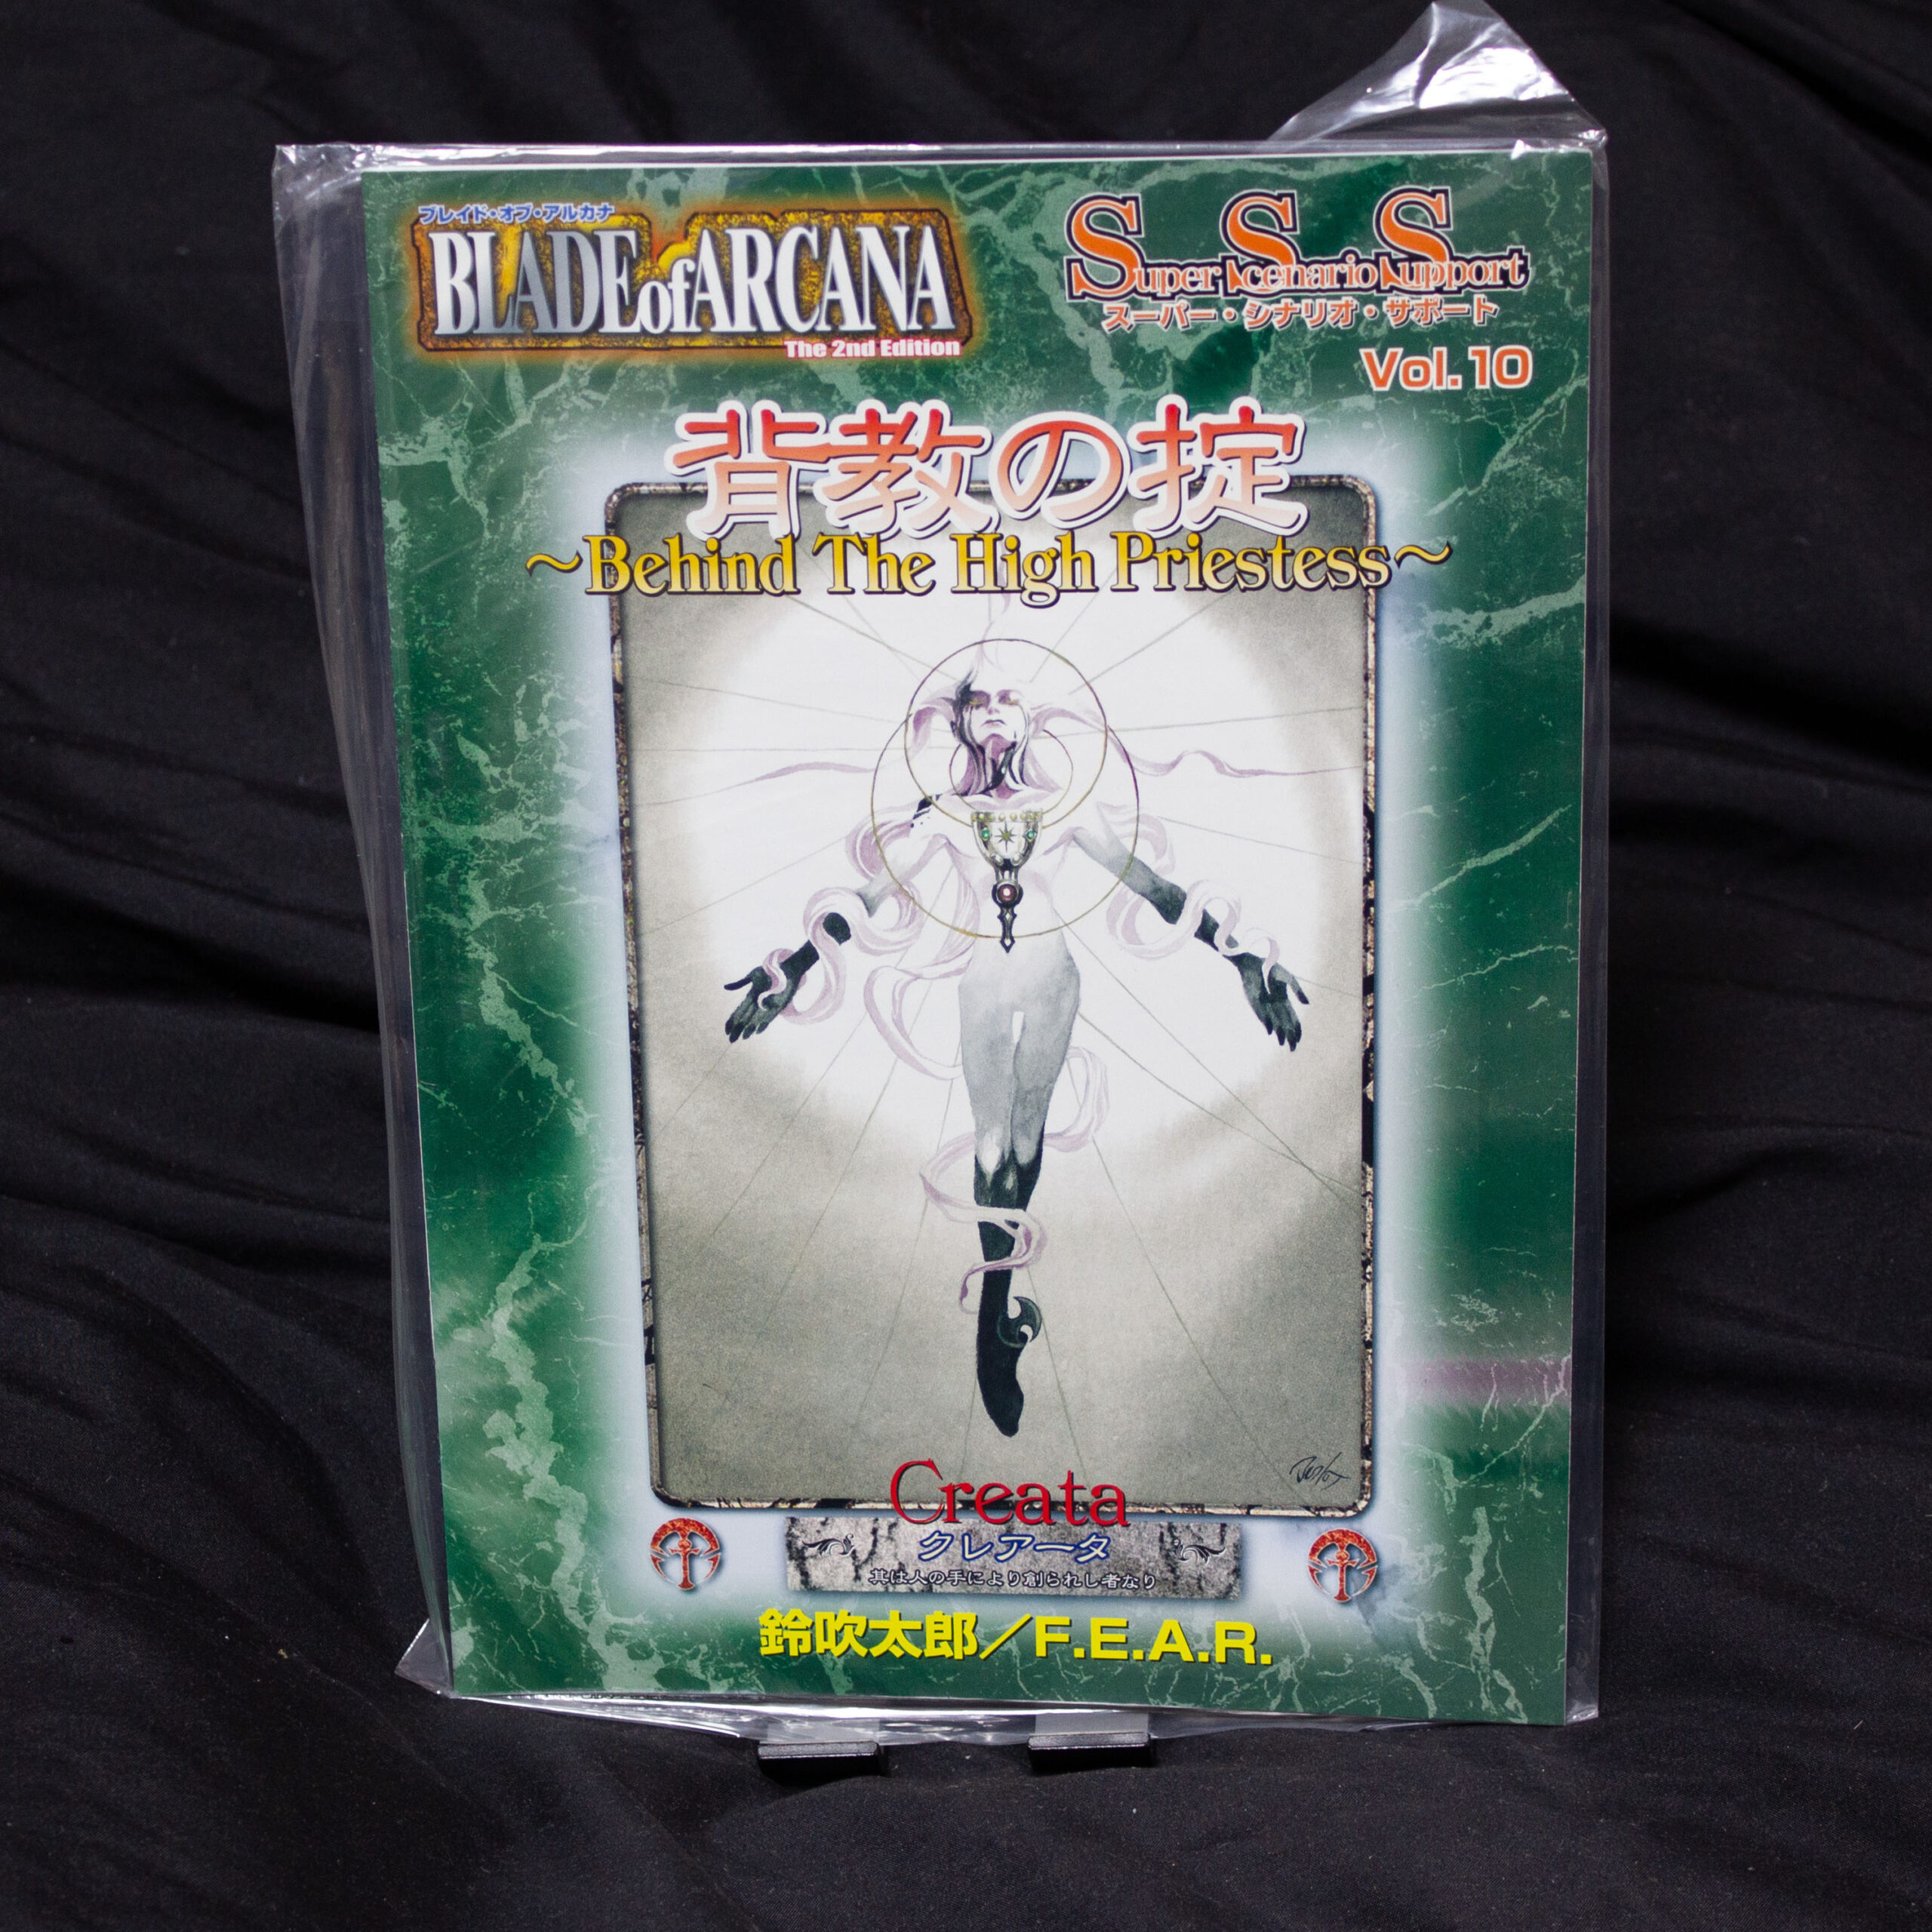 ブレイド・オブ・アルカナ
BLADE of ARCANA
The 2nd Edition
Super Scenario Support
スーパー・シナリオ・サポート
Vol.10
背教の掟
~Behind The High Priestess~
Creata
クレアータ
其は人の手により創られし者なり
鈴吹太郎/F.E.A.R.